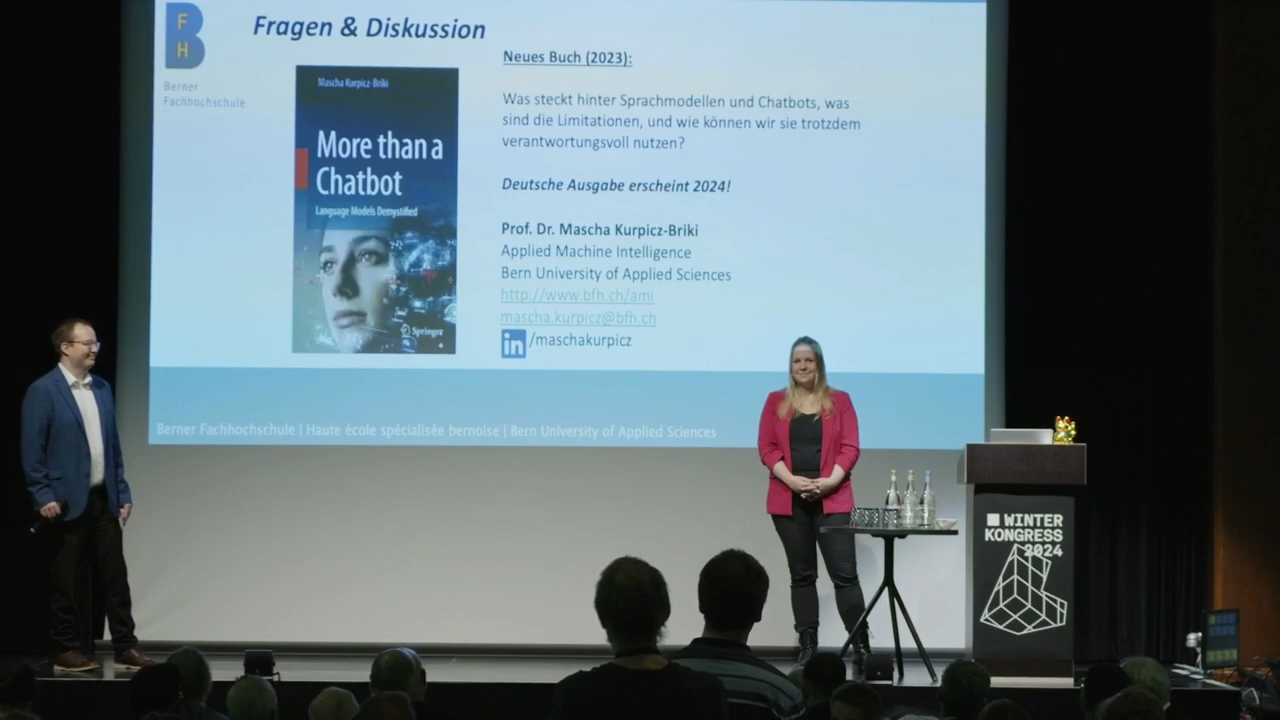 B
F
H
Berner
Fachhochschule
Fragen & Diskussion
Mascha Kurpicz-Briki
More than a
Chatbot
Language Models Demystified
Springer
Neues Buch (2023):
Was steckt hinter Sprachmodellen und Chatbots, was
sind die Limitationen, und wie können wir sie trotzdem
verantwortungsvoll nutzen?
Deutsche Ausgabe erscheint 2024!
Prof. Dr. Mascha Kurpicz-Briki
Applied Machine Intelligence
Bern University of Applied Sciences
http://www.bfh.ch/ami
mascha.kurpicz@bfh.ch
in /maschakurpicz
Berner Fachhochschule | Haute école spécialisée bernoise | Bern University of Applied Sciences
WINTER
KONGRESS
2024